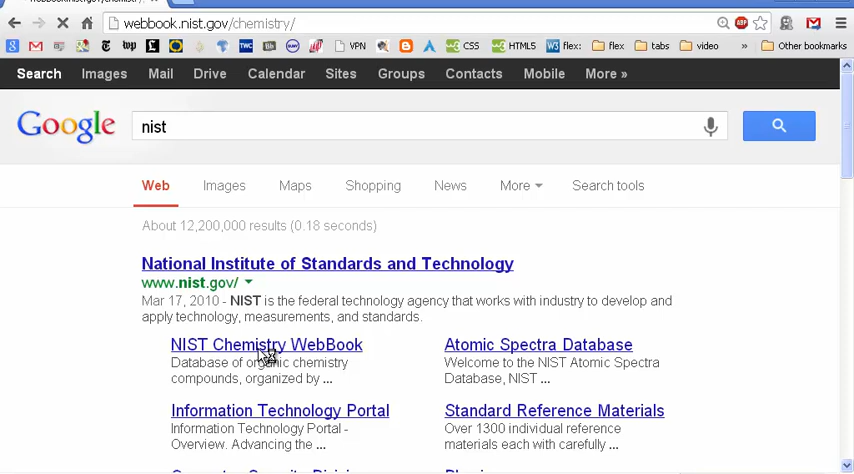 webbook.nist.gov/chemistry/
VPN CSS HTML5 flex: flex tabs video » Other bookmarks
Search Images Mail Drive Calendar Sites Groups Contacts Mobile More »
Google nist
Web Images Maps Shopping News More Search tools
About 12,200,000 results (0.18 seconds)
National Institute of Standards and Technology
www.nist.gov/
Mar 17, 2010 - NIST is the federal technology agency that works with industry to develop and
apply technology, measurements, and standards.
NIST Chemistry WebBook
Database of organic chemistry
compounds, organized by ...
Atomic Spectra Database
Welcome to the NIST Atomic Spectra
Database, NIST ...
Information Technology Portal
Information Technology Portal -
Overview. Advancing the ...
Standard Reference Materials
Over 1300 individual reference
materials each with carefully ...